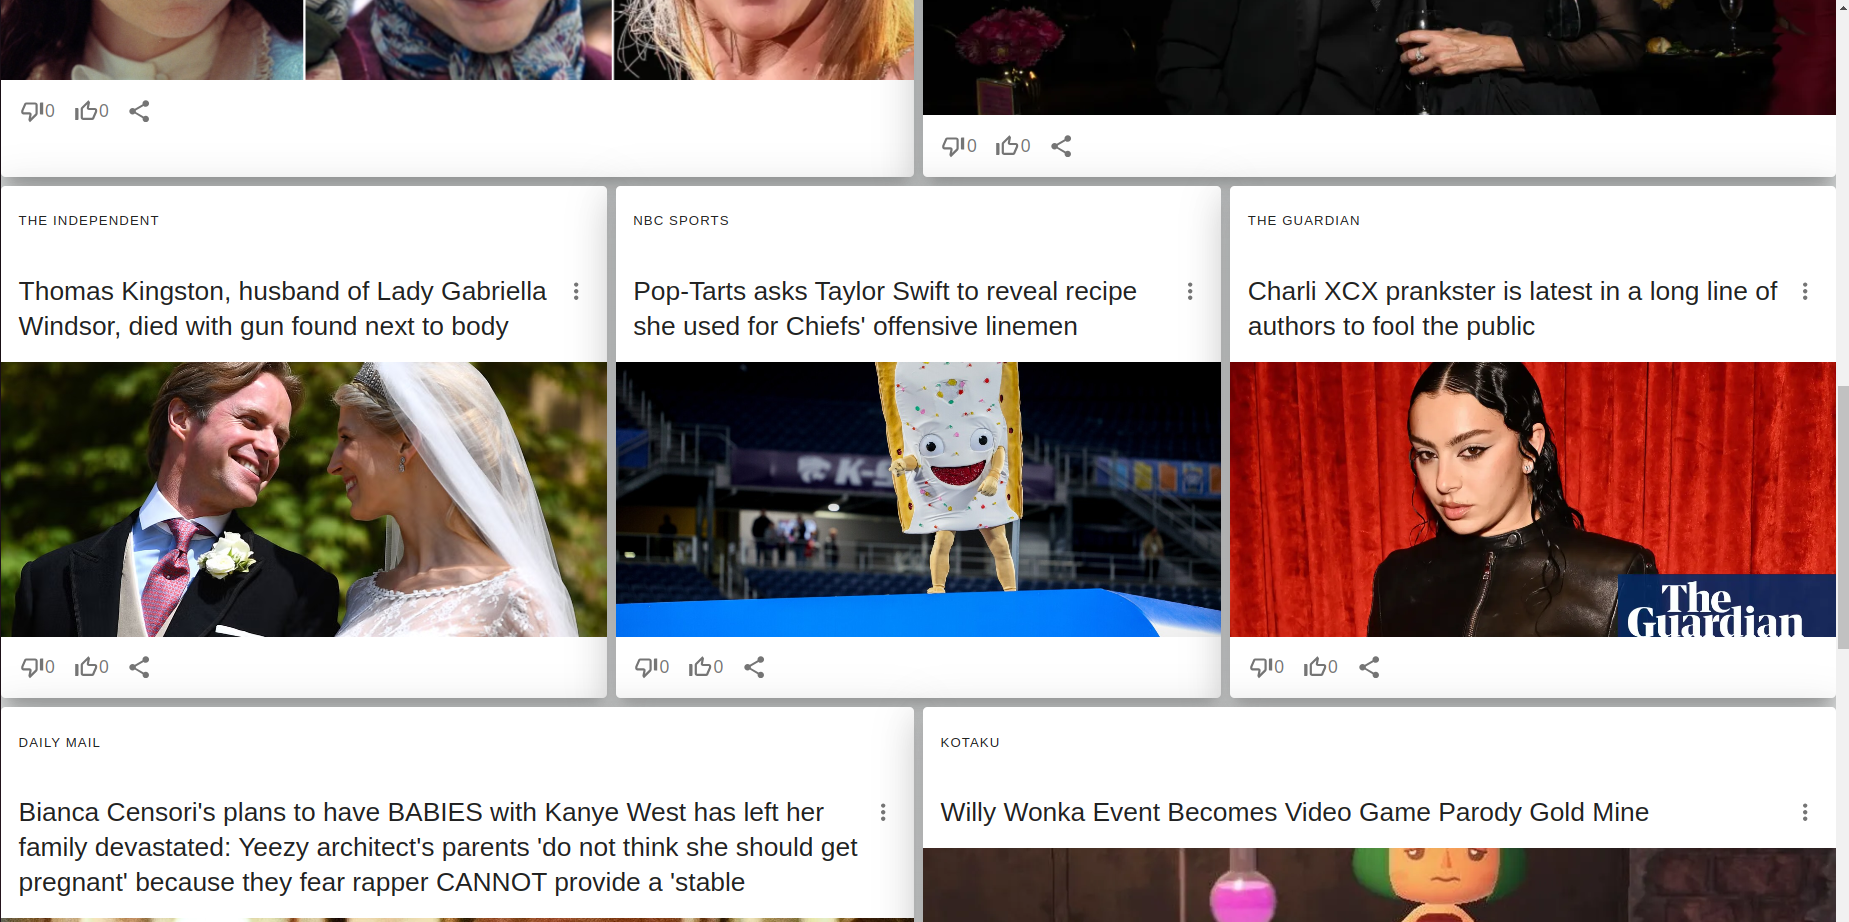 0 0
0 0
THE INDEPENDENT
Thomas Kingston, husband of Lady Gabriella
Windsor, died with gun found next to body
0 0
NBC SPORTS
Pop-Tarts asks Taylor Swift to reveal recipe
she used for Chiefs' offensive linemen
K-S
0 0
THE GUARDIAN
Charli XCX prankster is latest in a long line of
authors to fool the public
The
Guardian
0 0
DAILY MAIL
Bianca Censori's plans to have BABIES with Kanye West has left her
family devastated: Yeezy architect's parents 'do not think she should get
pregnant' because they fear rapper CANNOT provide a 'stable
KOTAKU
Willy Wonka Event Becomes Video Game Parody Gold Mine